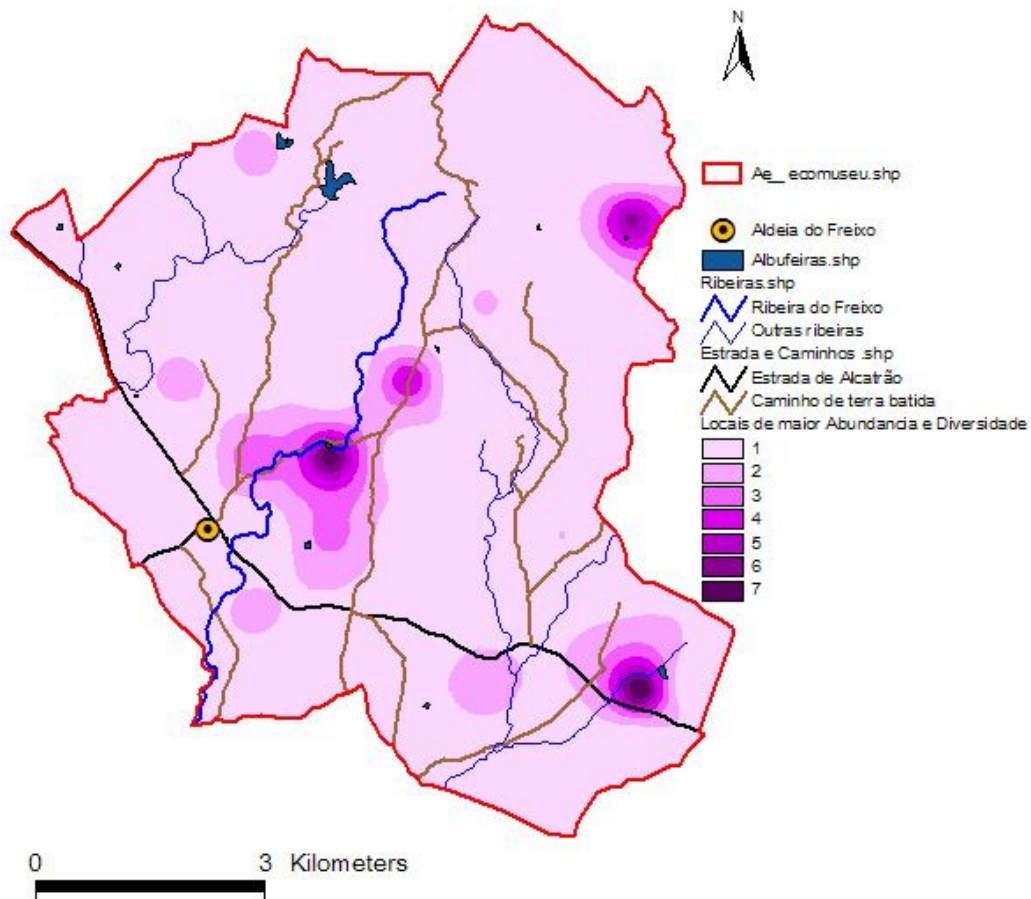 N
Ae_ ecomuseu.shp
Aldeia do Freixo
Albufeiras.shp
Ribeiras.shp
Ribeira do Freixo
Outras ribeiras
Estrada e Caminhos .shp
Estrada de Alcatrão
Caminho de terra batida
Locais de maior Abundancia e Diversidade
1
2
3
4
5
6
7
0 3 Kilometers